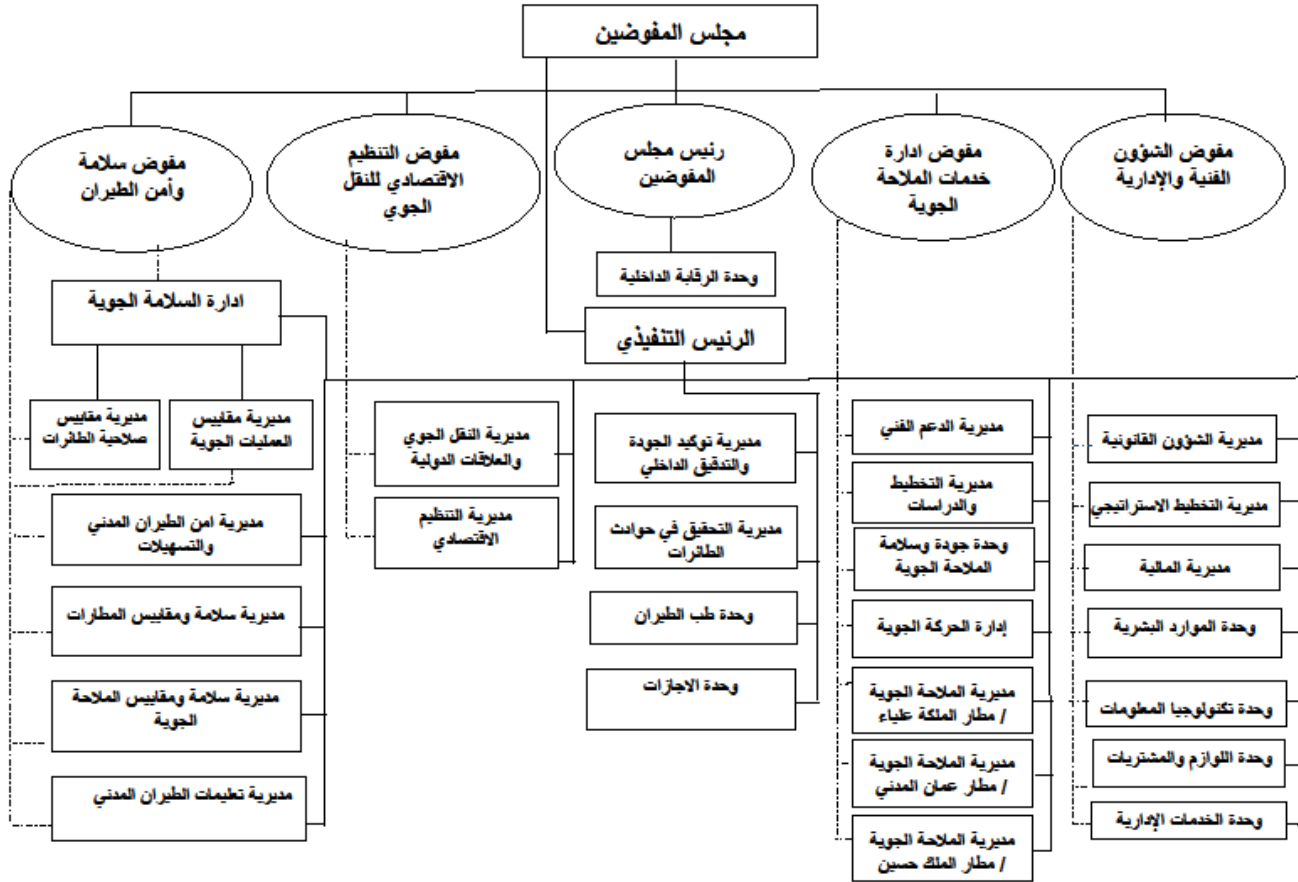 مجلس المفوضين
مفوض الشؤون
الفنية والإدارية
مفوض ادارة
خدمات الملاحة
الجوية
رئيس مجلس
المفوضين
مفوض التنظيم
الاقتصادي للنقل
الجوي
مفوض سلامة
وأمن الطيران
وحدة الرقابة الداخلية
ادارة السلامة الجوية
الرئيس التنفيذي
مديرية الشؤون القانونية
مديرية التخطيط الاستراتيجي
مديرية المالية
وحدة الموارد البشرية
وحدة تكنولوجيا المعلومات
وحدة اللوازم والمشتريات
وحدة الخدمات الإدارية
مديرية الدعم الفني
مديرية التخطيط
والدراسات
وحدة جودة وسلامة
الملاحة الجوية
إدارة الحركة الجوية
مديرية الملاحة الجوية
/ مطار الملكة علياء
مديرية الملاحة الجوية
/ مطار عمان المدني
مديرية الملاحة الجوية
/ مطار الملك حسين
مديرية توكيد الجودة
والتدقيق الداخلي
مديرية التحقيق في حوادث
الطائرات
وحدة طب الطيران
وحدة الاجازات
مديرية النقل الجوي
والعلاقات الدولية
مديرية التنظيم
الاقتصادي
مديرية مقاييس
العمليات الجوية
مديرية مقاييس
صلاحية الطائرات
مديرية امن الطيران المدني
والتسهيلات
مديرية سلامة ومقاييس المطارات
مديرية سلامة ومقاييس الملاحة
الجوية
مديرية تعليمات الطيران المدني